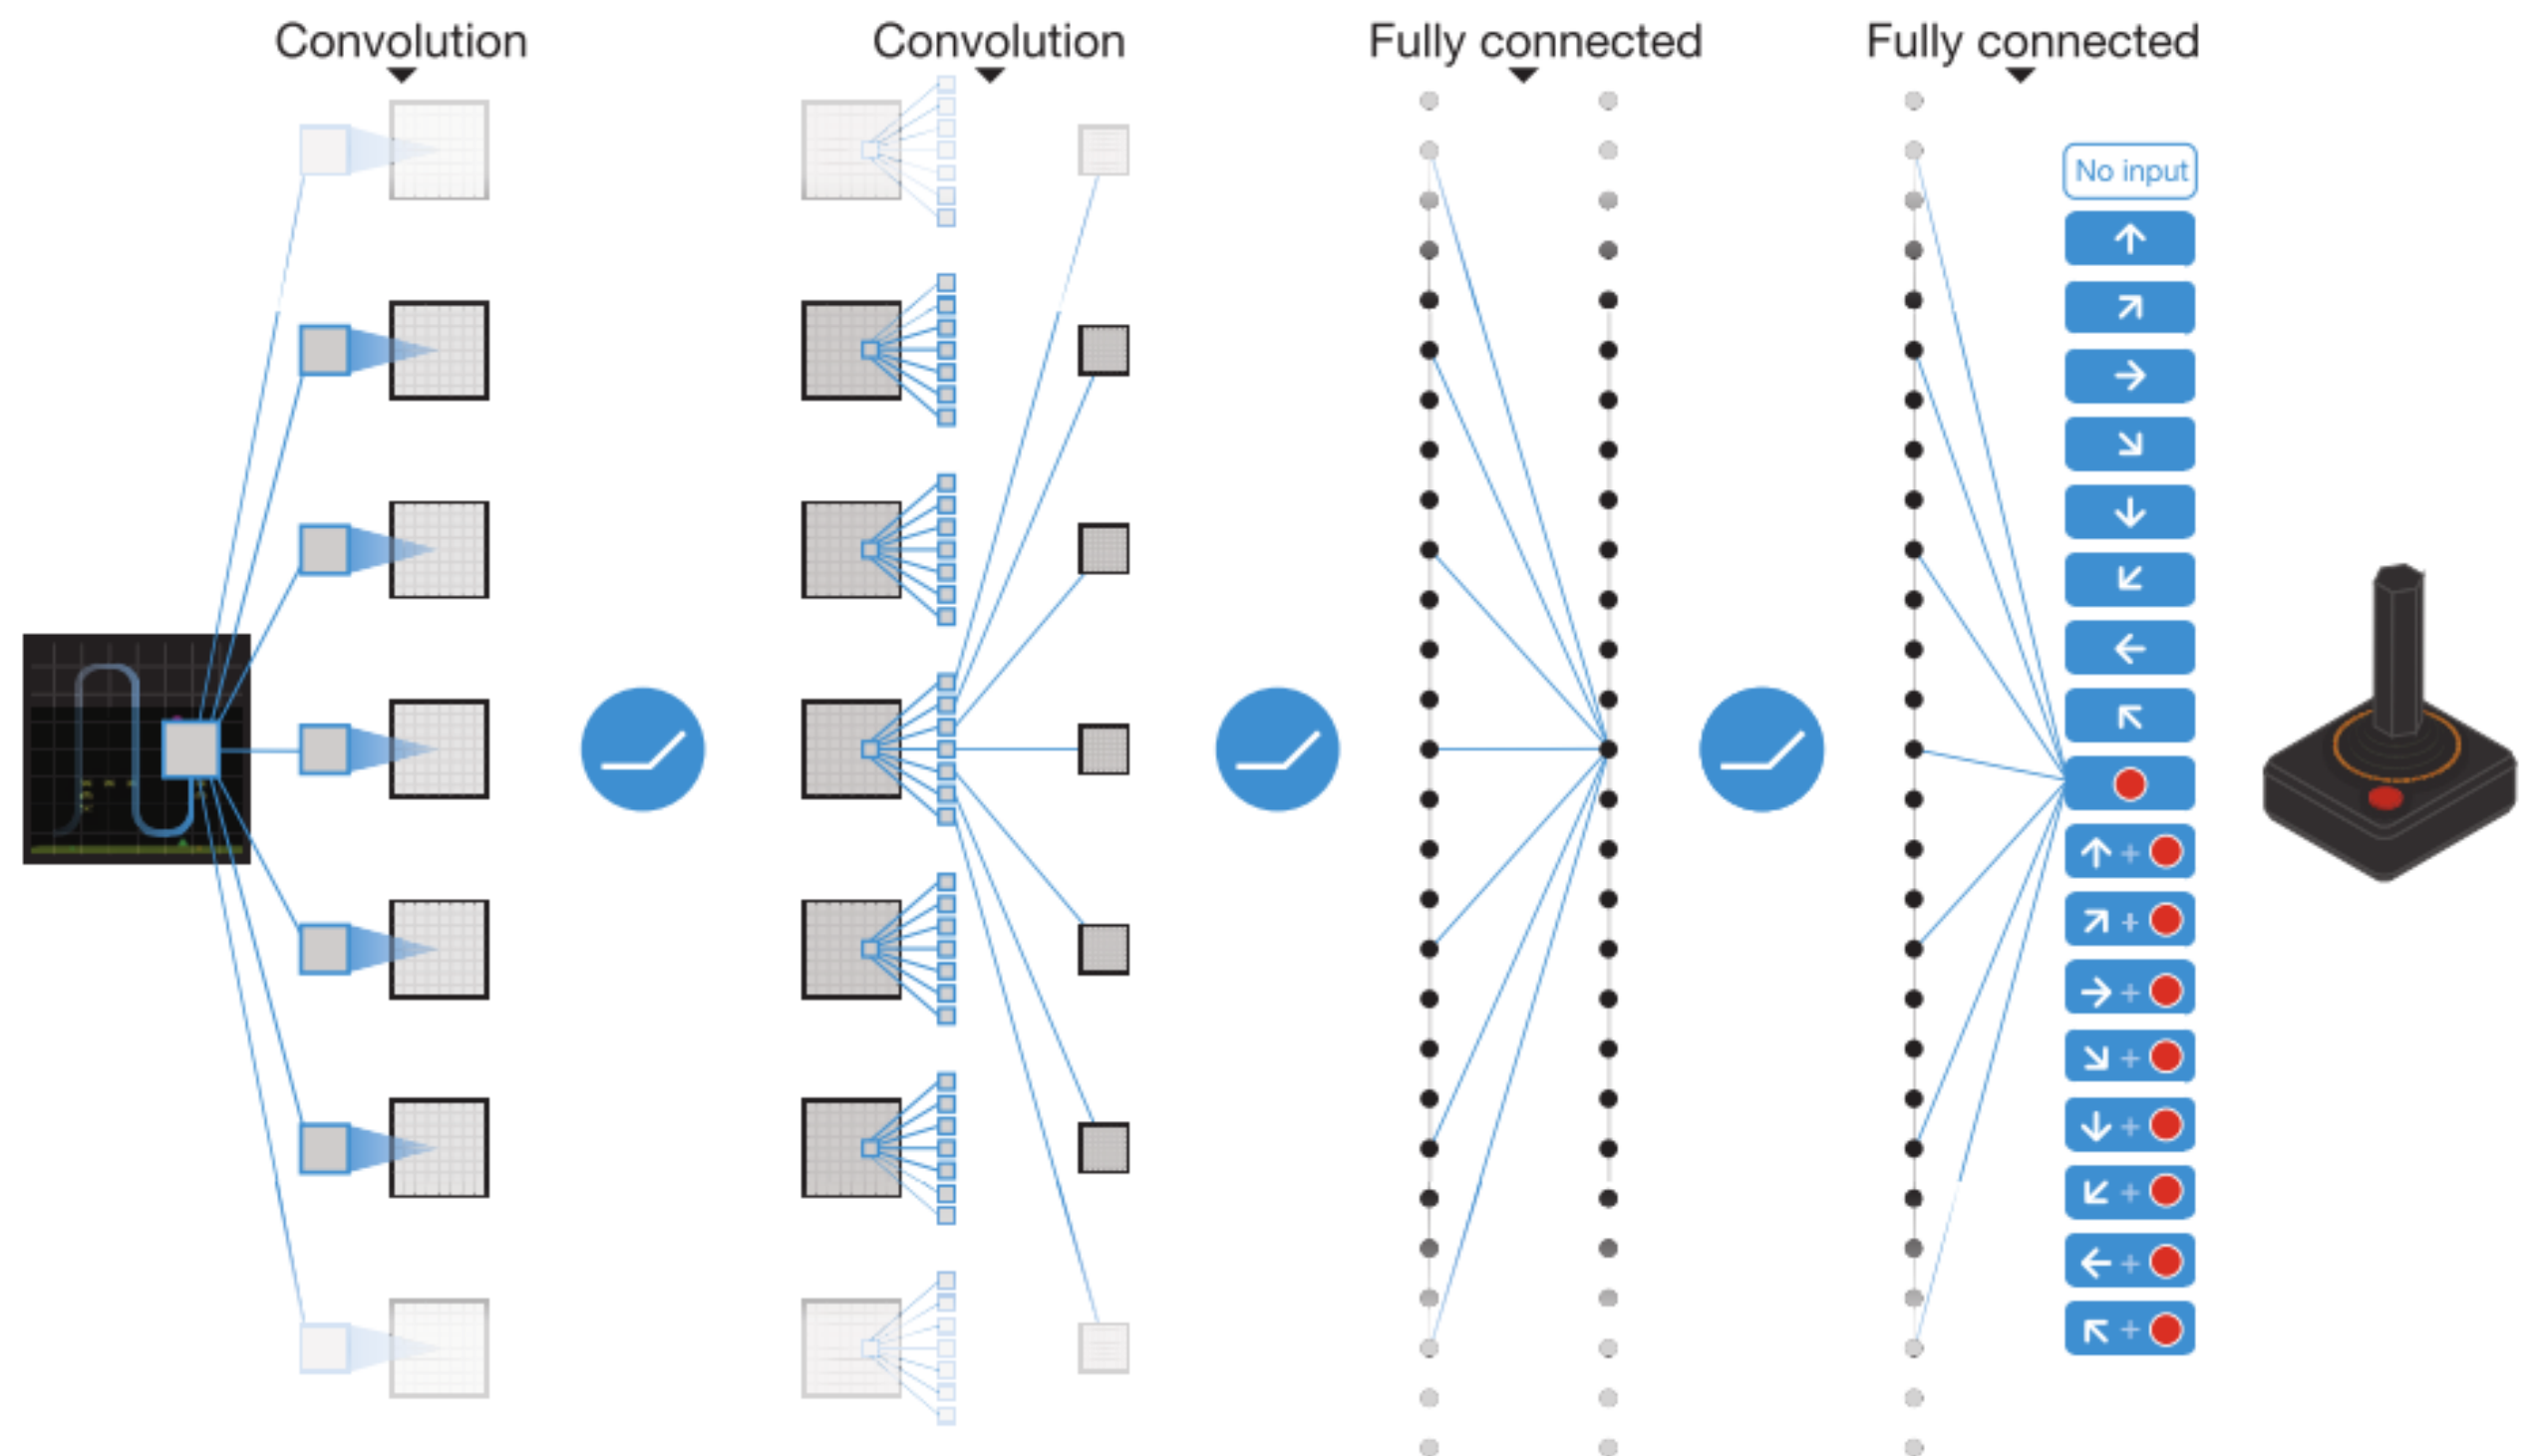 Convolution
Convolution
Fully connected
Fully connected
No input
+
+
+
+
+
+
+
+